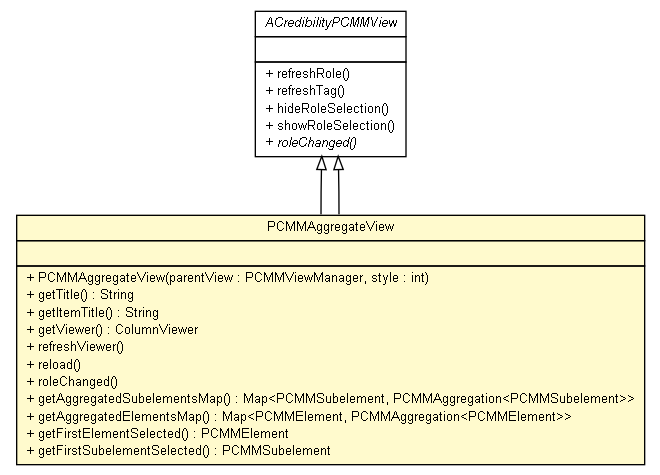 ACredibilityPCMMView
+ refreshRole()
+ refreshTag()
+ hideRoleSelection()
+ showRoleSelection()
+ roleChanged()
PCMMAggregateView
+ PCMMAggregateView(parentView : PCMMViewManager, style : int)
+ getTitle() : String
+ getItemTitle() : String
+ getViewer() : ColumnViewer
+ refreshViewer()
+ reload()
+ roleChanged()
+ getAggregatedSubelementsMap() : Map<PCMMSubelement, PCMMAggregation<PCMMSubelement>>
+ getAggregatedElementsMap() : Map<PCMMElement, PCMMAggregation<PCMMElement>>
+ getFirstElementSelected() : PCMMElement
+ getFirstSubelementSelected() : PCMMSubelement